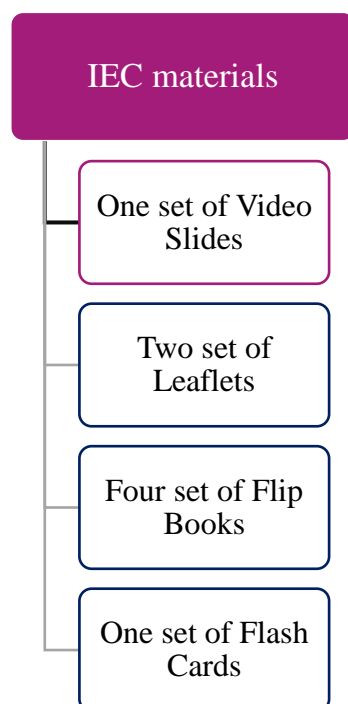 IEC materials
One set of Video
Slides
Two set of
Leaflets
Four set of Flip
Books
One set of Flash
Cards